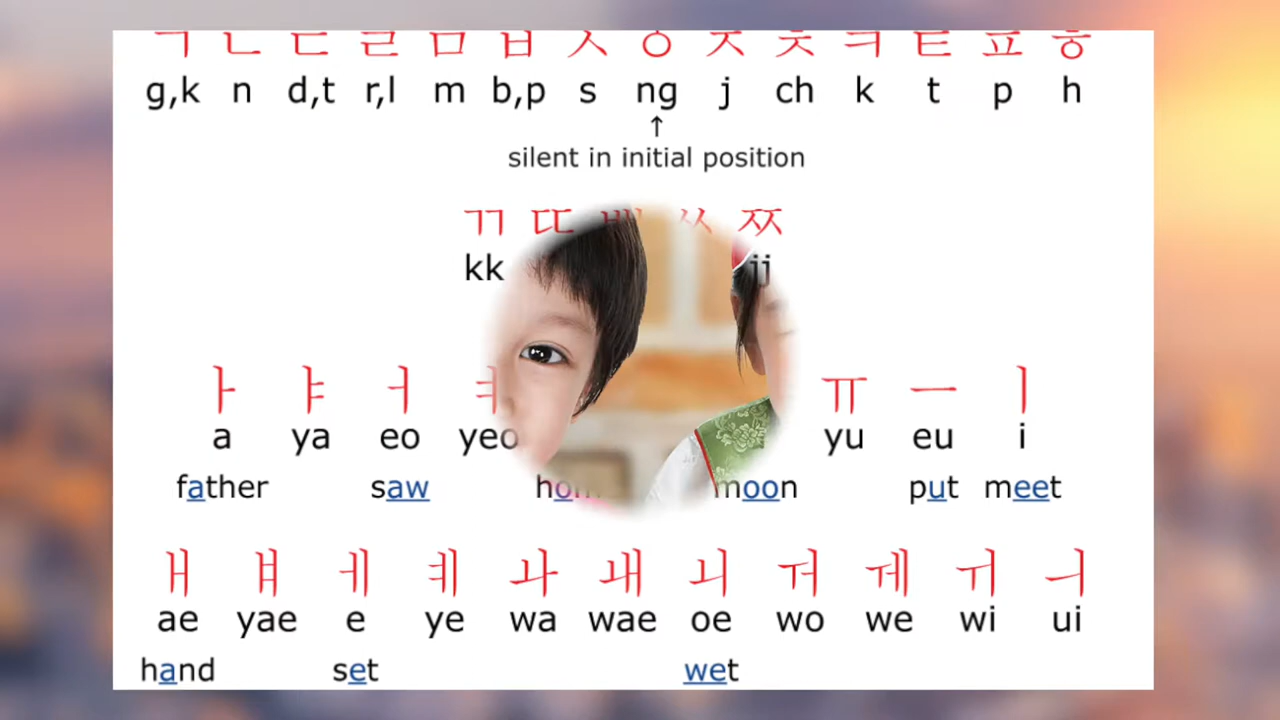 ㄱ ㄴ ㄷ ㄹ ㅁ ㅂ ㅅ ㅇ ㅈ ㅊ ㅋ ㅌ ㅍ ㅎ
g,k n d,t r,l m b,p s ng j ch k t p h
↑
silent in initial position
ㄲ ㄸ ㅃ ㅆ ㅉ
kk jj
ㅏ ㅑ ㅓ ㅕ ㅠ ㅡ ㅣ
a ya eo yeo yu eu i
father saw moon put meet
ㅐ ㅒ ㅔ ㅖ ㅘ ㅙ ㅚ ㅝ ㅞ ㅟ ㅢ
ae yae e ye wa wae oe wo we wi ui
hand set wet